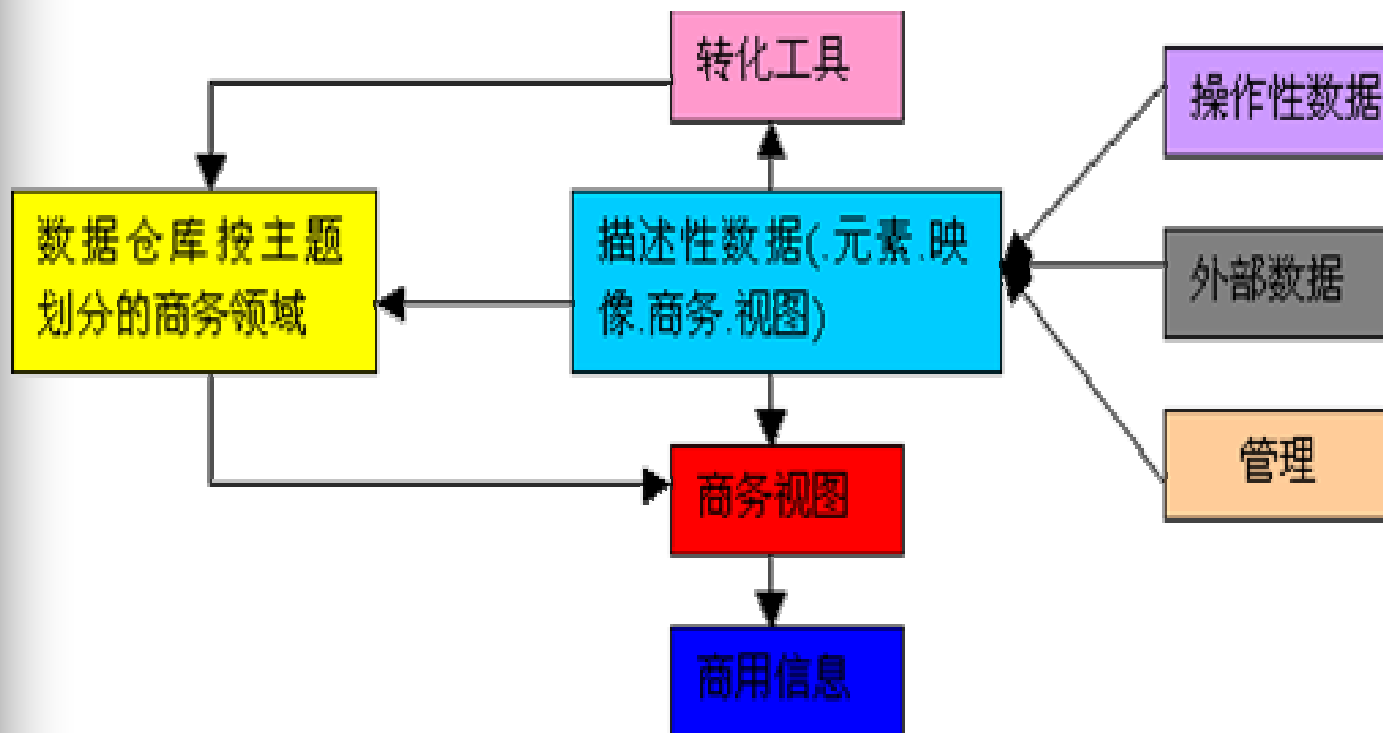 转化工具
操作性数据
数据仓库按主题
划分的商务领域
描述性数据(.元素.映
像.商务.视图)
外部数据
管理
商务视图
商用信息